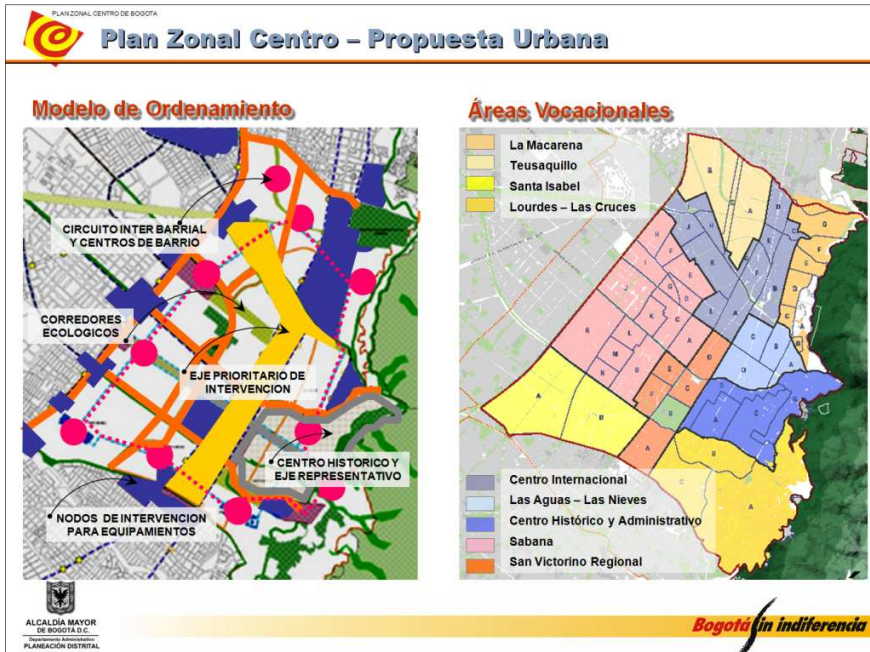 PLAN ZONAL CENTRO DE BOGOTA
Plan Zonal Centro – Propuesta Urbana
Modelo de Ordenamiento
CIRCUITO INTER BARRIAL
Y CENTROS DE BARRIO
CORREDORES
ECOLOGICOS
EJE PRIORITARIO DE
INTERVENCION
CENTRO HISTORICO Y
EJE REPRESENTATIVO
NODOS DE INTERVENCION
PARA EQUIPAMIENTOS
Áreas Vocacionales
La Macarena
Teusaquillo
Santa Isabel
Lourdes – Las Cruces
Centro Internacional
Las Aguas – Las Nieves
Centro Histórico y Administrativo
Sabana
San Victorino Regional
ALCALDÍA MAYOR
DE BOGOTÁ D.C.
Departamento Administrativo
PLANEACIÓN DISTRITAL
Bogotá sin indiferencia